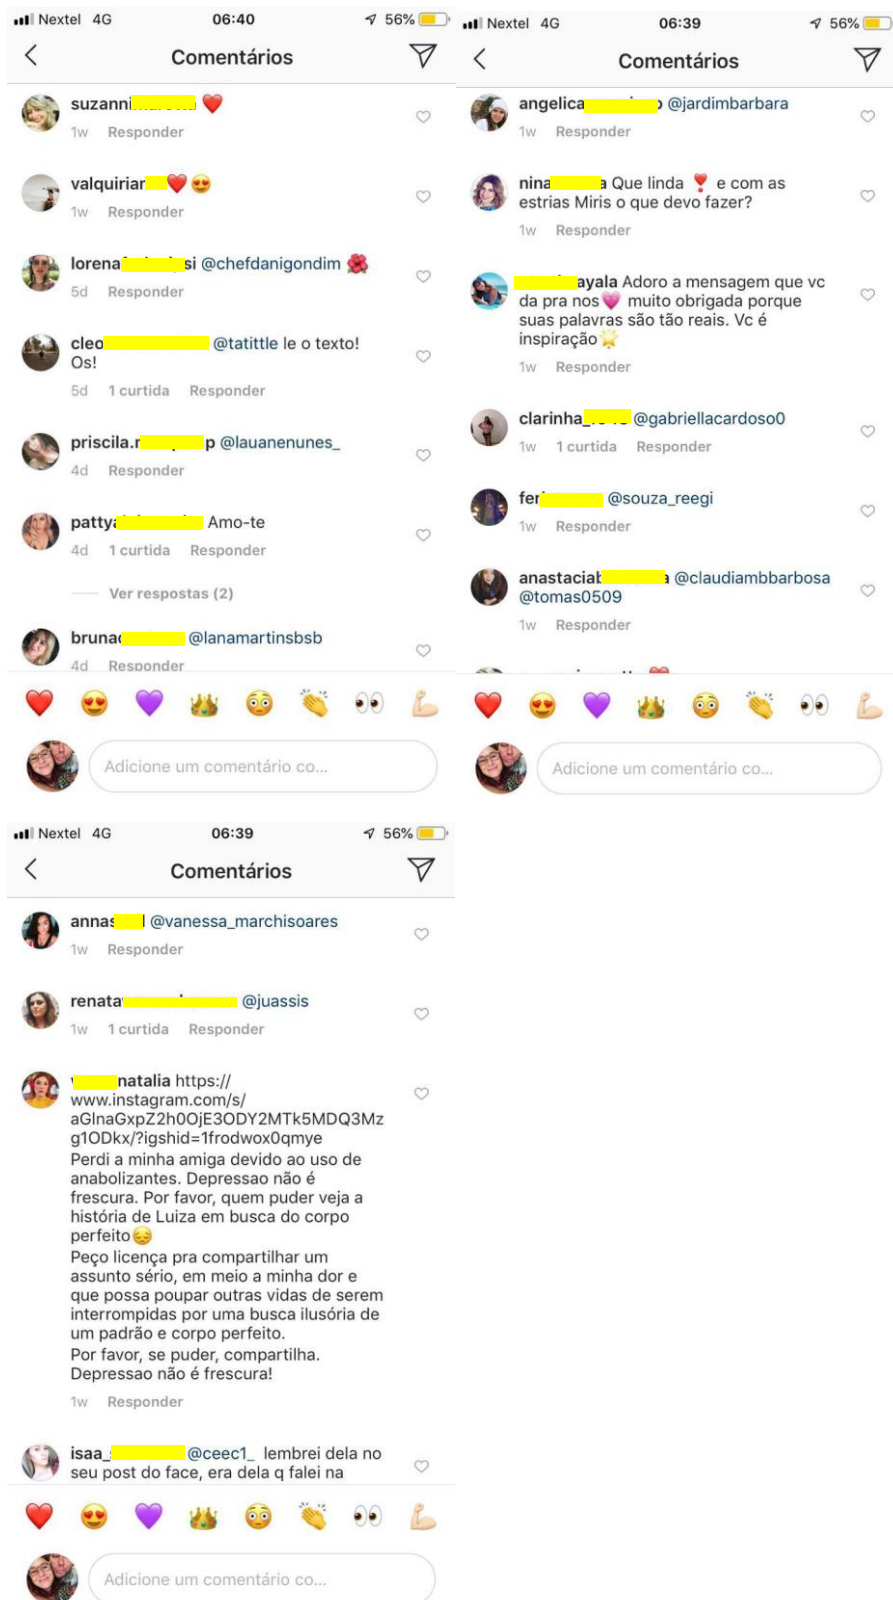 Nextel 4G 06:40 56%
Comentários
suzanni
1w Responder
valquiriar
1w Responder
lorena si @chefdanigondim
5d Responder
cleo @tatittle le o texto!
Os!
5d 1 curtida Responder
priscila.r p @lauanenunes_
4d Responder
patty Amo-te
4d 1 curtida Responder
Ver respostas (2)
bruna @lanamartinsbsb
4d Responder
Adicione um comentário co...
Nextel 4G 06:39 56%
Comentários
angelica @jardimbarbara
1w Responder
nina a Que linda e com as
estrias Miris o que devo fazer?
1w Responder
ayala Adoro a mensagem que vc
da pra nos muito obrigada porque
suas palavras são tão reais. Vc é
inspiração
1w Responder
clarinha_ @gabriellacardoso0
1w 1 curtida Responder
fer @souza_reegi
1w Responder
anastacia a @claudiambbarbosa
@tomas0509
1w Responder
Adicione um comentário co...
Nextel 4G 06:39 56%
Comentários
annas @vanessa_marchisoares
1w Responder
renata @juassis
1w 1 curtida Responder
natalia https://
www.instagram.com/s/
aGlnaGxpZ2h0OjE3ODY2MTk5MDQ3Mz
g1ODkx/?igshid=1frodwox0qmye
Perdi a minha amiga devido ao uso de
anabolizantes. Depressao não é
frescura. Por favor, quem puder veja a
história de Luiza em busca do corpo
perfeito
Peço licença pra compartilhar um
assunto sério, em meio a minha dor e
que possa poupar outras vidas de serem
interrompidas por uma busca ilusória de
um padrão e corpo perfeito.
Por favor, se puder, compartilha.
Depressao não é frescura!
1w Responder
isaa_ @ceec1_ lembrei dela no
seu post do face, era dela q falei na
Adicione um comentário co...